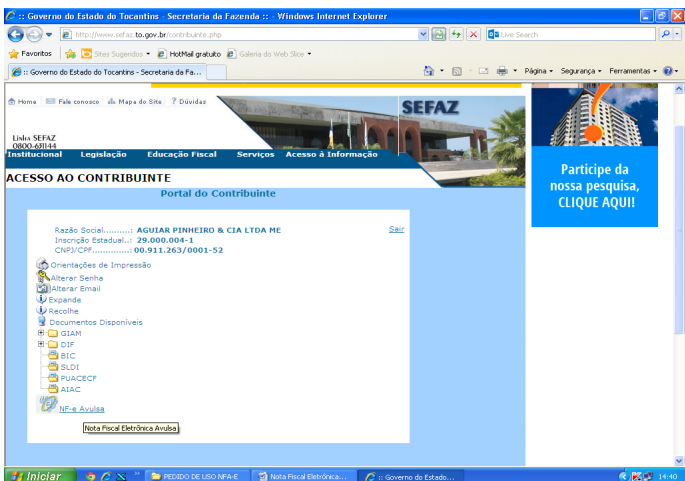 :: Governo do Estado do Tocantins - Secretaria da Fazenda :: - Windows Internet Explorer
http://www.sefaz.to.gov.br/contribuinte.php
Live Search
Favoritos
Sites Sugeridos
HotMail gratuito
Galeria do Web Slice
:: Governo do Estado do Tocantins - Secretaria da Fa...
Página
Segurança
Ferramentas
Home
Fale conosco
Mapa do Site
? Dúvidas
SEFAZ
Linha SEFAZ
0800-631144
Institucional
Legislação
Educação Fiscal
Serviços
Acesso à Informação
ACESSO AO CONTRIBUINTE
Portal do Contribuinte
Participe da
nossa pesquisa,
CLIQUE AQUI!
Razão Social..........: AGUIAR PINHEIRO & CIA LTDA ME
Sair
Inscrição Estadual..: 29.000.004-1
CNPJ/CPF..............: 00.911.263/0001-52
Orientações de Impressão
Alterar Senha
Alterar Email
Expande
Recolhe
Documentos Disponíveis
GIAM
DIF
BIC
SLDI
PUACECF
AIAC
NF-e Avulsa
Nota Fiscal Eletrônica Avulsa
Iniciar
PEDIDO DE USO NFA-E
Nota Fiscal Eletrônica...
:: Governo do Estado...
14:40